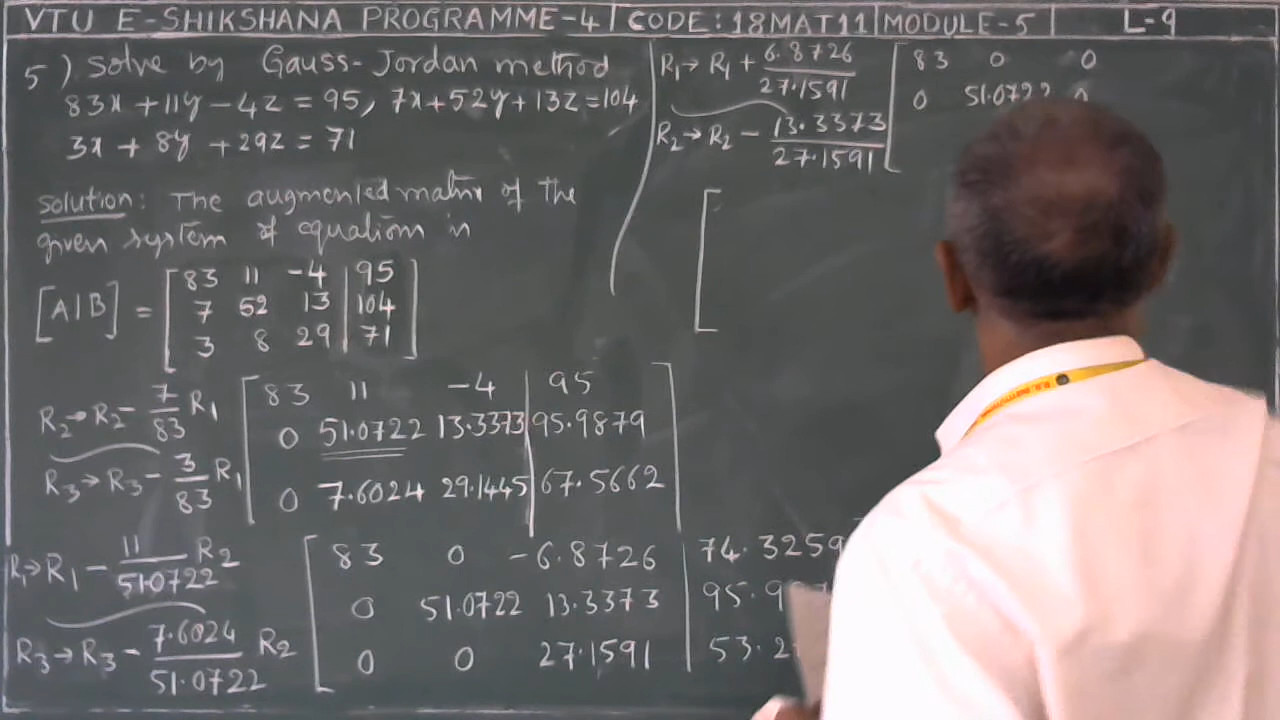 VTU E-SHIKSHANA PROGRAMME-4 | CODE:18MAT11 | MODULE-5 | L-9
5) Solve by Gauss-Jordan method
83x + 11y - 4z = 95, 7x + 52y + 13z = 104
3x + 8y + 29z = 71
Solution: The augmented matrix of the
given system of equations is
[A|B] = [ 83 11 -4 | 95 ]
7 52 13 | 104
3 8 29 | 71
R2→R2 - 7/83 R1
R3→R3 - 3/83 R1
83 11 -4 | 95
0 51.0722 13.3373 | 95.9879
0 7.6024 29.1445 | 67.5662
R1→R1 - 11/51.0722 R2
R3→R3 - 7.6024/51.0722 R2
83 0 -6.8726 | 74.3259
0 51.0722 13.3373 | 95.9
0 0 27.1591 | 53.2
R1→ R1 + 6.8726/27.1591
R2→ R2 - 13.3373/27.1591
83 0 0
0 51.0722 0